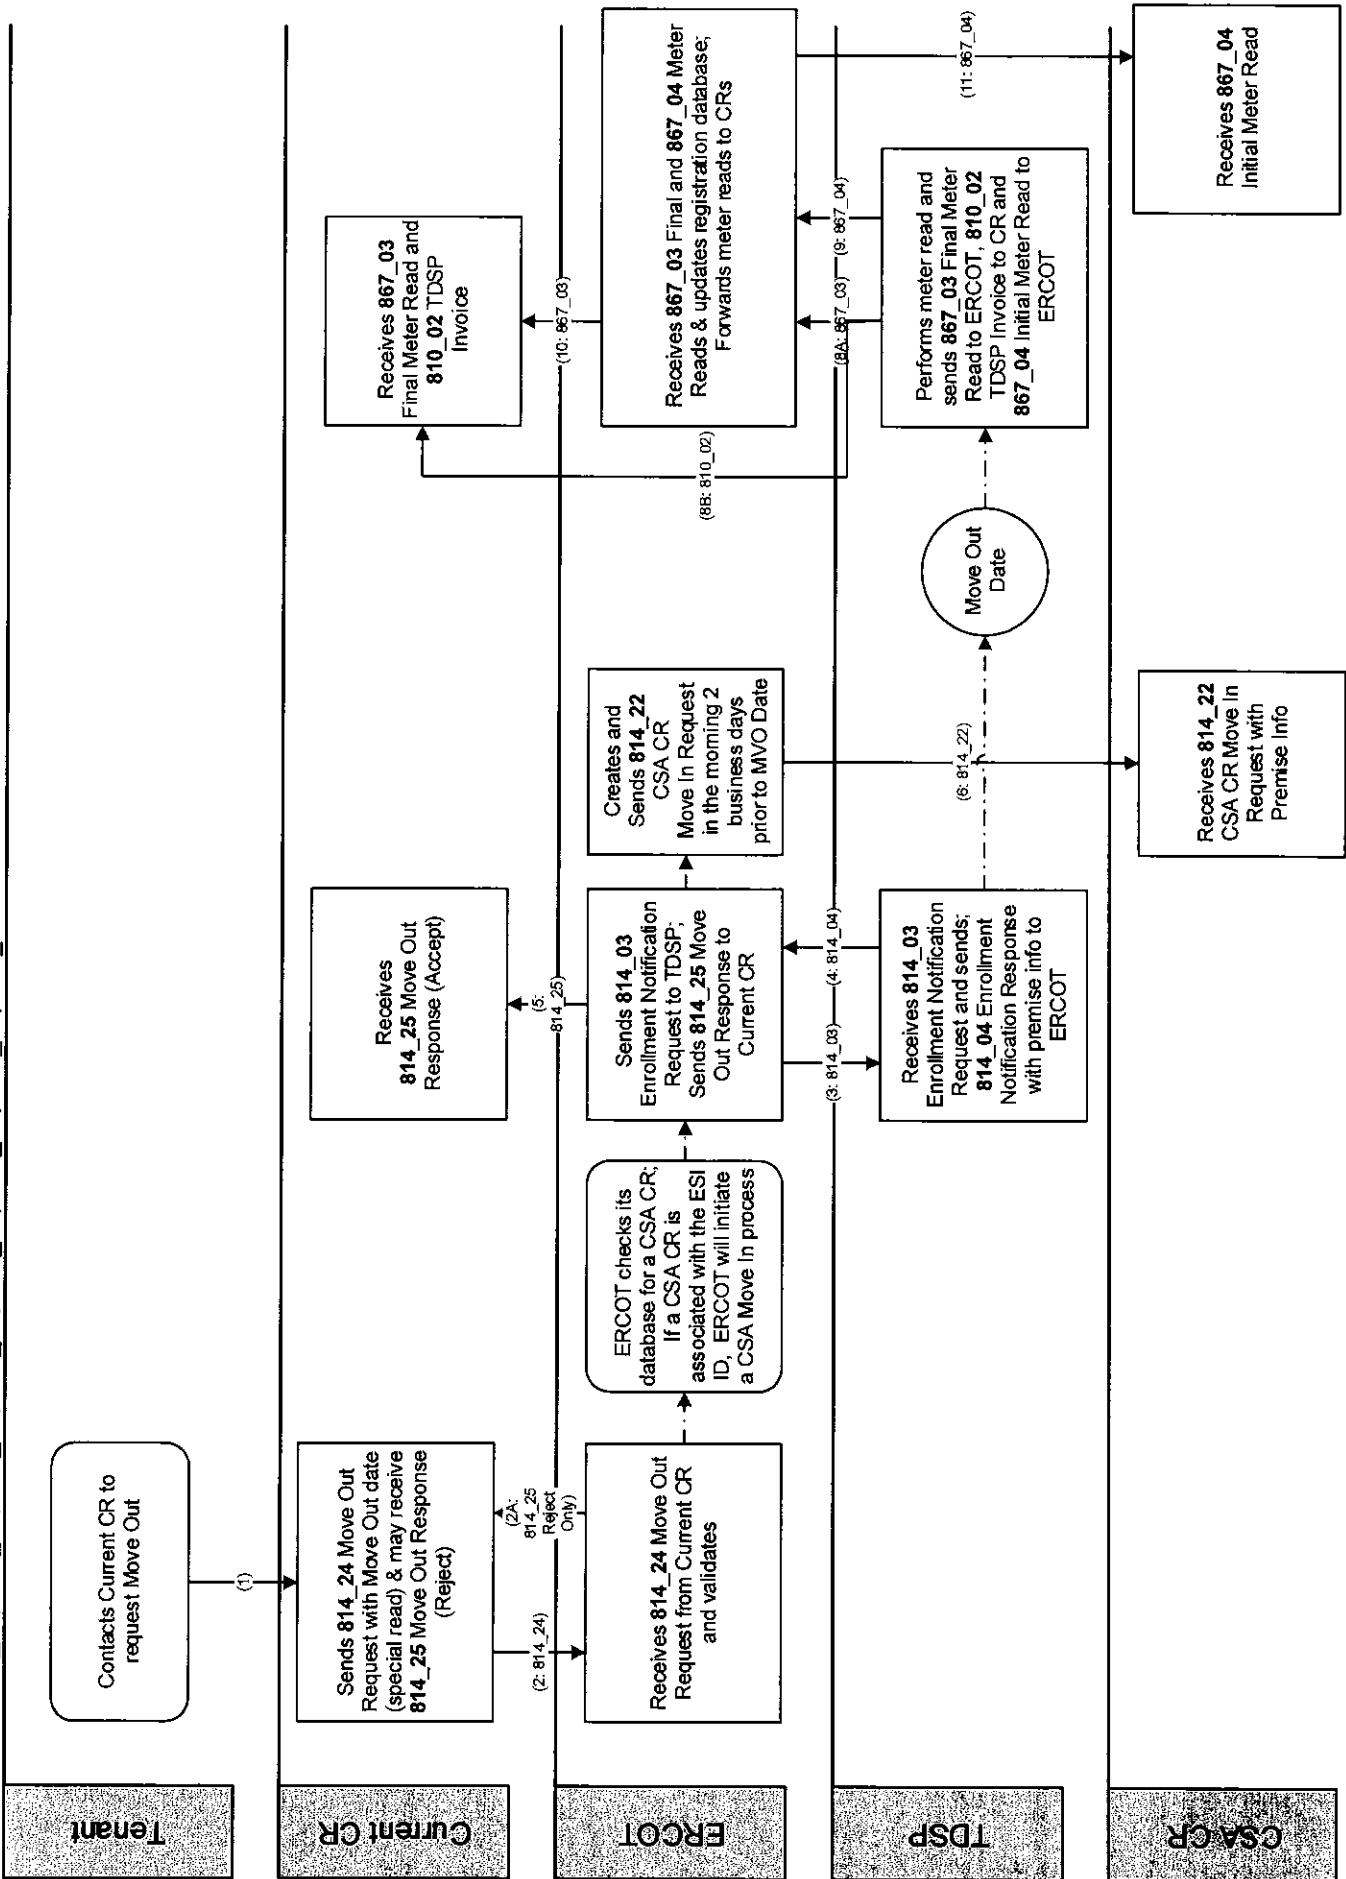 Tenant
Contacts Current CR to
request Move Out
(1)
Current CR
Sends 814_24 Move Out
Request with Move Out date
(special read) & may receive
814_25 Move Out Response
(Reject)
(2: 814_24)
(2A:
814_25
Reject
Only)
Receives
814_25 Move Out
Response (Accept)
(5:
814_25)
Receives 867_03
Final Meter Read and
810_02 TDSP
Invoice
(10: 867_03)
ERCOT
Receives 814_24 Move Out
Request from Current CR
and validates
ERCOT checks its
database for a CSA CR;
If a CSA CR is
associated with the ESI
ID, ERCOT will initiate
a CSA Move In process
Sends 814_03
Enrollment Notification
Request to TDSP;
Sends 814_25 Move
Out Response to
Current CR
Creates and
Sends 814_22
CSA CR
Move In Request
in the morning 2
business days
prior to MVO Date
(8B: 810_02)
Receives 867_03 Final and 867_04 Meter
Reads & updates registration database;
Forwards meter reads to CRs
(3: 814_03)
(4: 814_04)
(8A: 867_03)
(9: 867_04)
TDSP
Receives 814_03
Enrollment Notification
Request and sends;
814_04 Enrollment
Notification Response
with premise info to
ERCOT
(6: 814_22)
Move Out
Date
Performs meter read and
sends 867_03 Final Meter
Read to ERCOT, 810_02
TDSP Invoice to CR and
867_04 Initial Meter Read to
ERCOT
(11: 867_04)
CSA CR
Receives 814_22
CSA CR Move In
Request with
Premise Info
Receives 867_04
Initial Meter Read